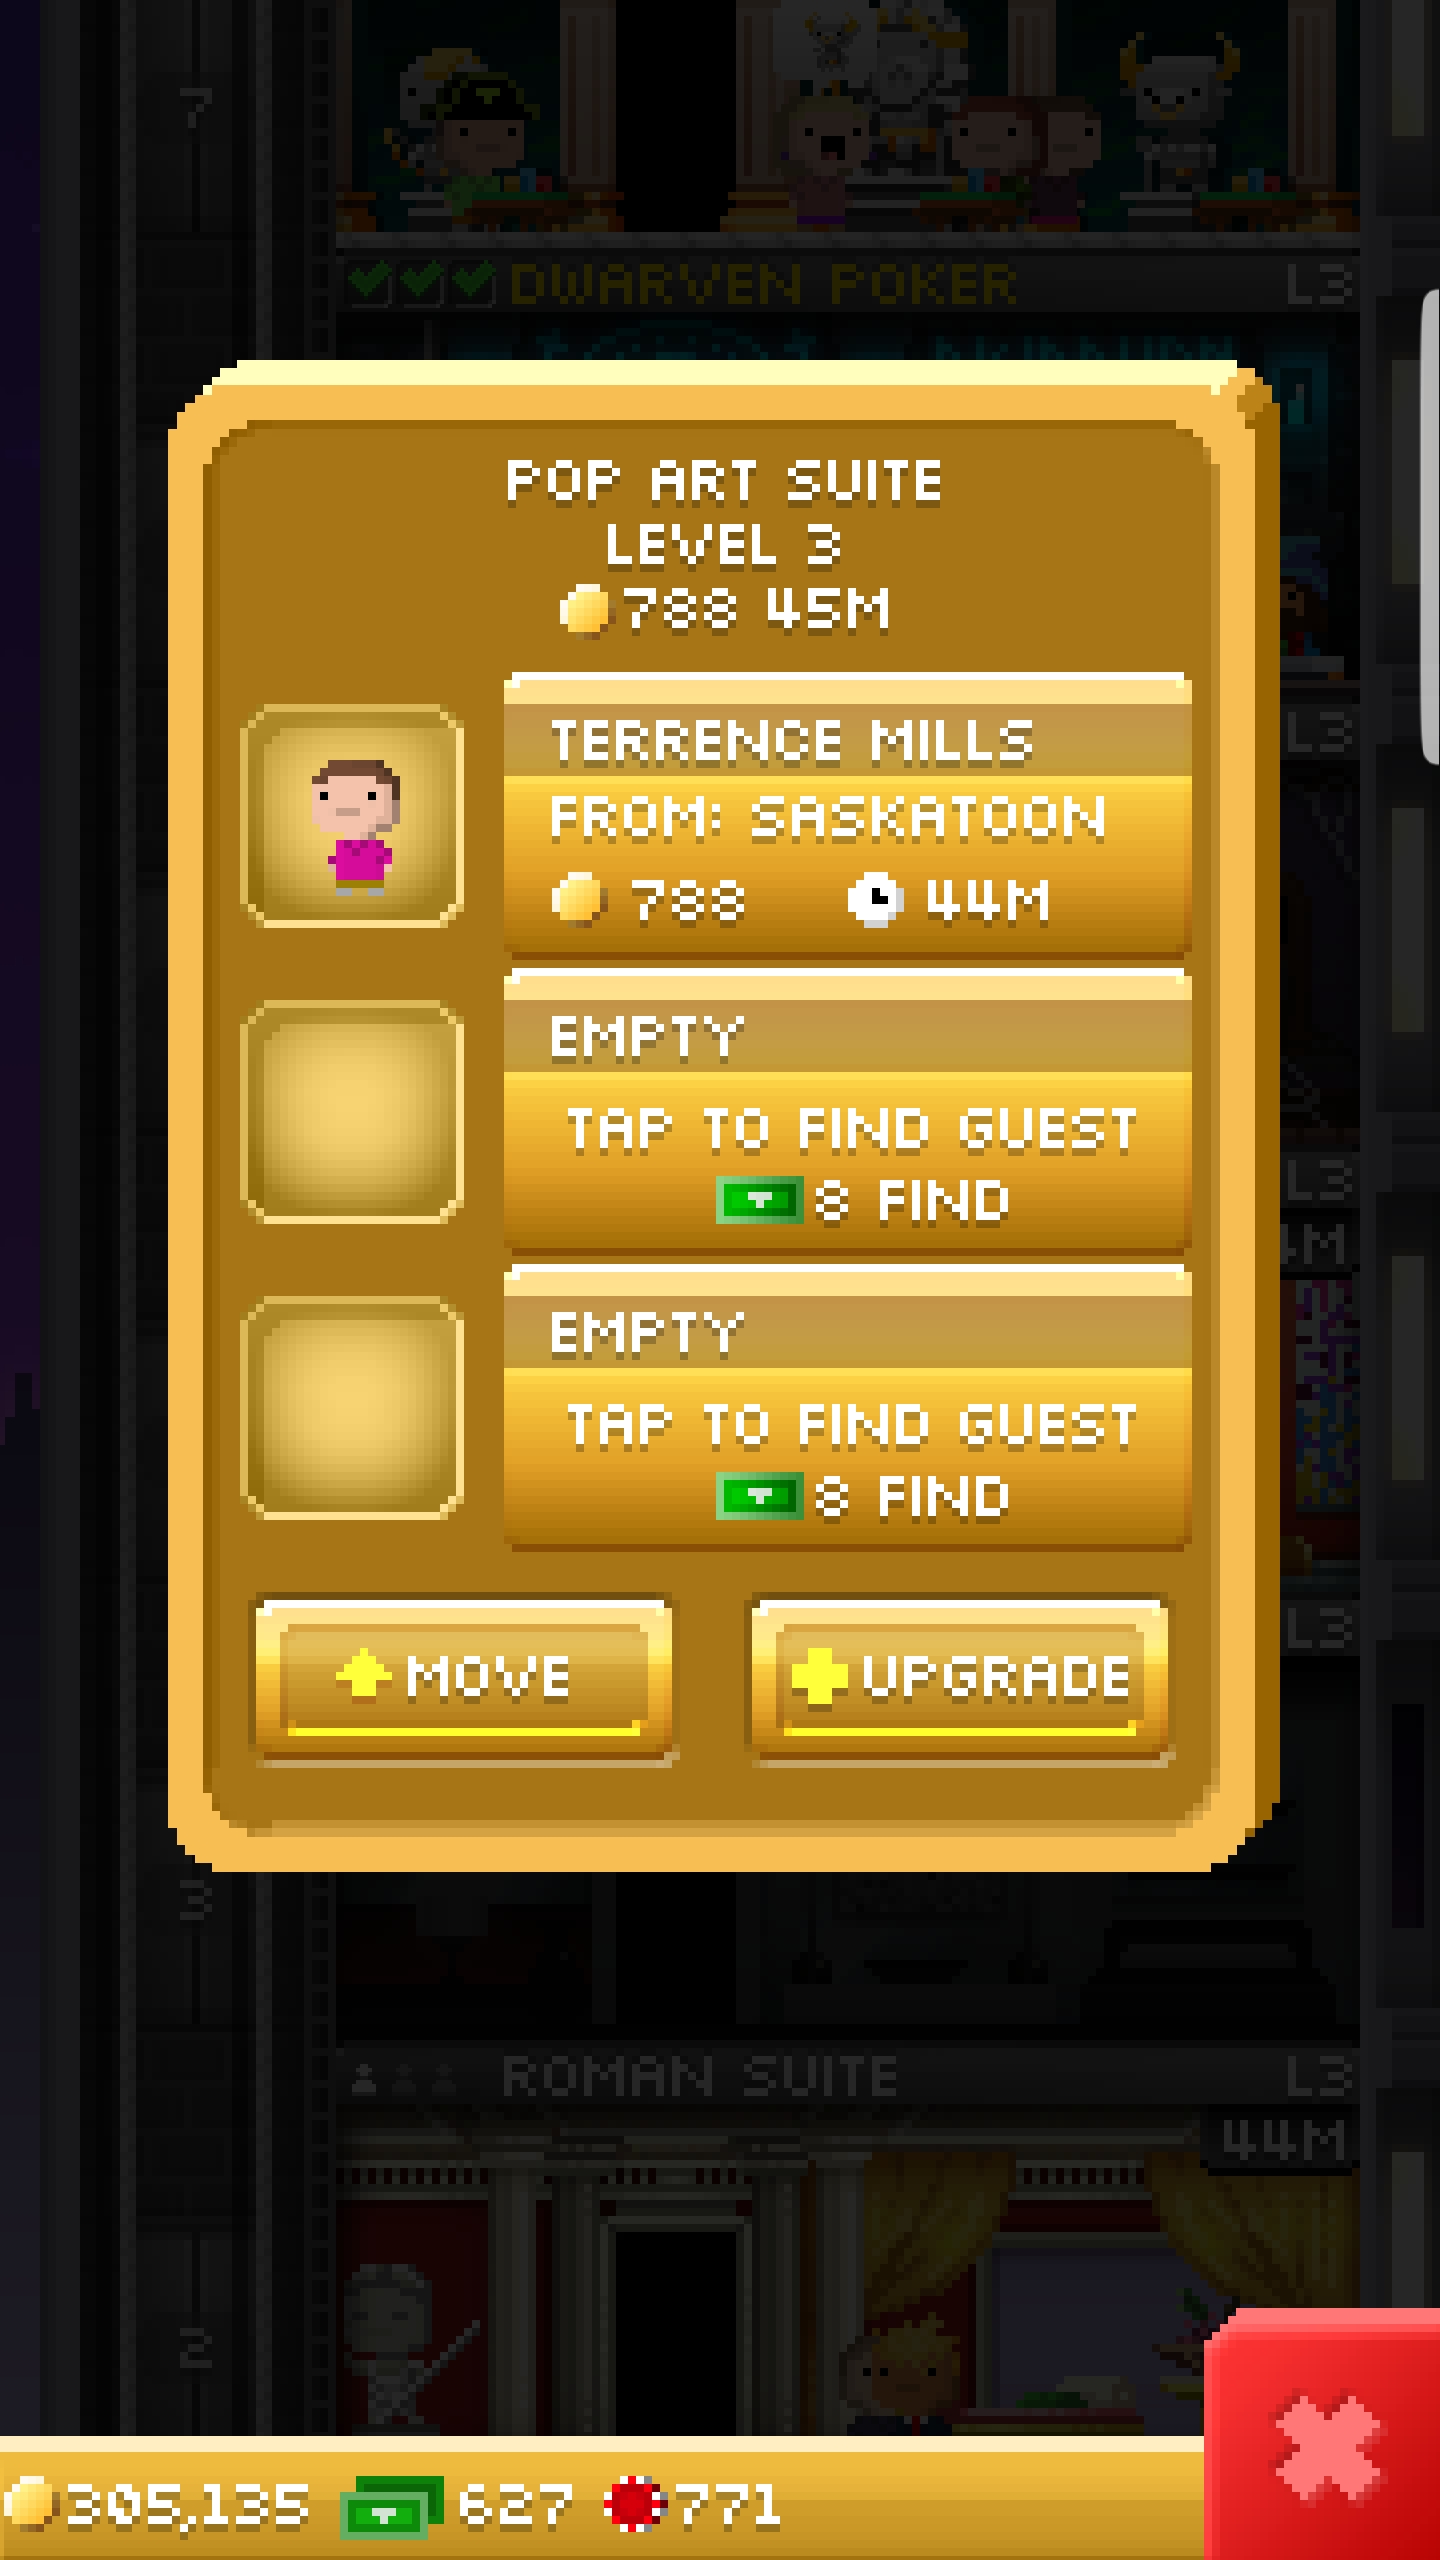 7
DWARVEN POKER L3
POP ART SUITE
LEVEL 3
788 45M
L3
TERRENCE MILLS
FROM: SASKATOON
788 44M
EMPTY
TAP TO FIND GUEST
8 FIND
L3
4M
EMPTY
TAP TO FIND GUEST
8 FIND
L3
MOVE UPGRADE
3
ROMAN SUITE L3
44M
2
305,135 627 771